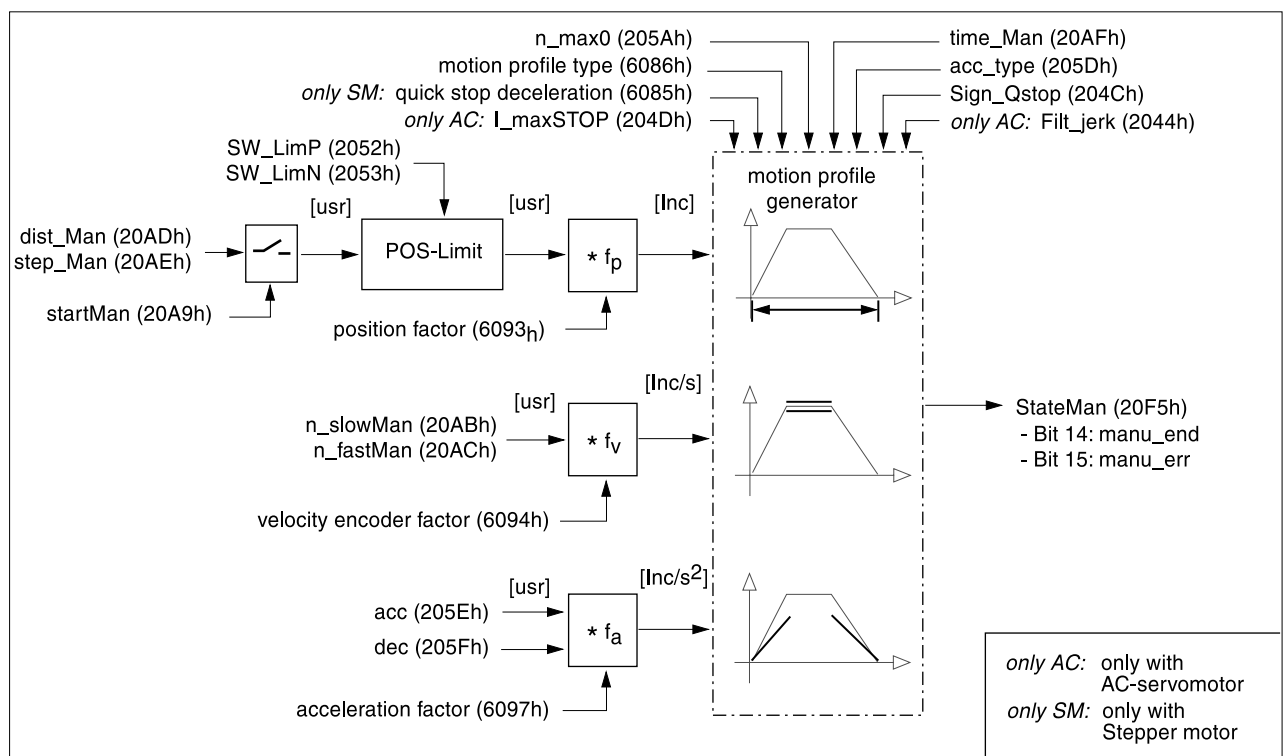 n_max0 (205Ah)
motion profile type (6086h)
only SM: quick stop deceleration (6085h)
only AC: I_maxSTOP (204Dh)
time_Man (20AFh)
acc_type (205Dh)
Sign_Qstop (204Ch)
only AC: Filt_jerk (2044h)
SW_LimP (2052h)
SW_LimN (2053h)
[usr]
[usr]
[Inc]
motion profile
generator
dist_Man (20ADh)
step_Man (20AEh)
POS-Limit
* fp
startMan (20A9h)
position factor (6093h)
[usr]
[Inc/s]
n_slowMan (20ABh)
n_fastMan (20ACh)
* fv
velocity encoder factor (6094h)
StateMan (20F5h)
- Bit 14: manu_end
- Bit 15: manu_err
[usr]
[Inc/s2]
acc (205Eh)
dec (205Fh)
* fa
acceleration factor (6097h)
only AC: only with
AC-servomotor
only SM: only with
Stepper motor